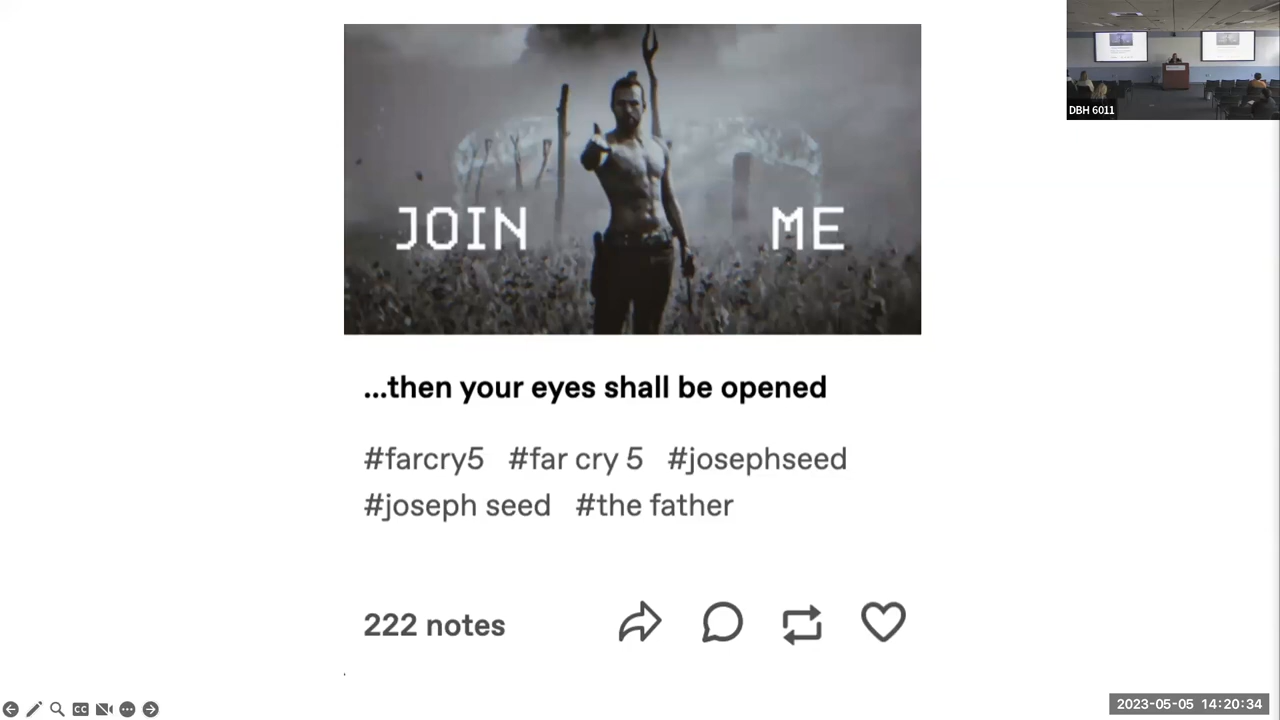 JOIN ME
...then your eyes shall be opened
#farcry5 #far cry 5 #josephseed
#joseph seed #the father
222 notes
DBH 6011
CC
2023-05-05 14:20:34